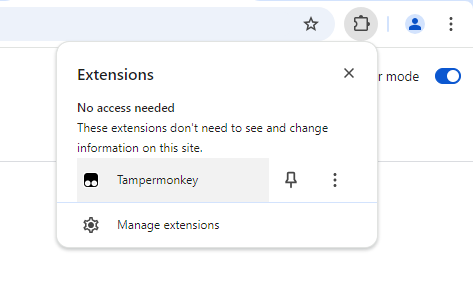 Extensions
r mode
No access needed
These extensions don't need to see and change
information on this site.
Tampermonkey
Manage extensions